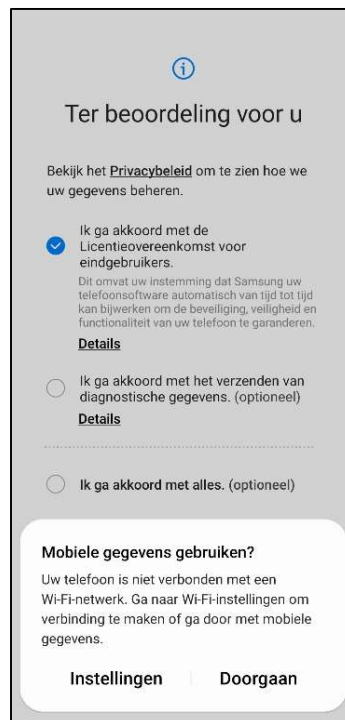 Ter beoordeling voor u
Bekijk het Privacybeleid om te zien hoe we
uw gegevens beheren.
Ik ga akkoord met de
Licentieovereenkomst voor
eindgebruikers.
Dit omvat uw instemming dat Samsung uw
telefoonsoftware automatisch van tijd tot tijd
kan bijwerken om de beveiliging, veiligheid en
functionaliteit van uw telefoon te garanderen.
Details
Ik ga akkoord met het verzenden van
diagnostische gegevens. (optioneel)
Details
Ik ga akkoord met alles. (optioneel)
Mobiele gegevens gebruiken?
Uw telefoon is niet verbonden met een
Wi-Fi-netwerk. Ga naar Wi-Fi-instellingen om
verbinding te maken of ga door met mobiele
gegevens.
Instellingen Doorgaan